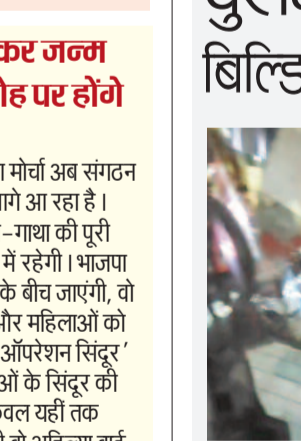 कर जन्म
ोह पर होंगे
मोर्चा अब संगठन
ागे आ रहा है ।
-गाथा की पूरी
में रहेगी । भाजपा
के बीच जाएंगी, वो
और महिलाओं को
ऑपरेशन सिंदूर '
ओं के सिंदूर की
वल यहीं तक
बिल्डि